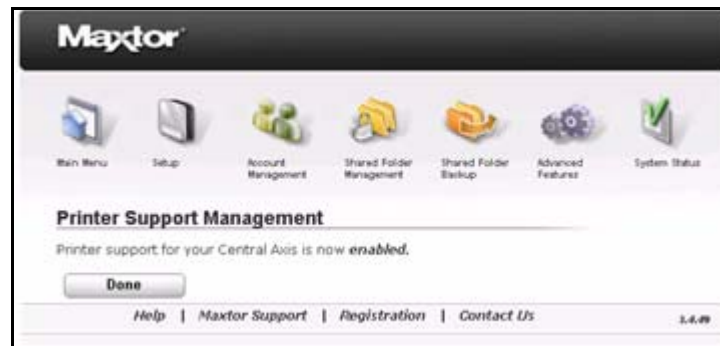 Maxtor
Main Menu
Setup
Account Management
Shared Folder Management
Shared Folder Backup
Advanced Features
System Status
Printer Support Management
Printer support for your Central Axis is now enabled.
Done
Help | Maxtor Support | Registration | Contact Us